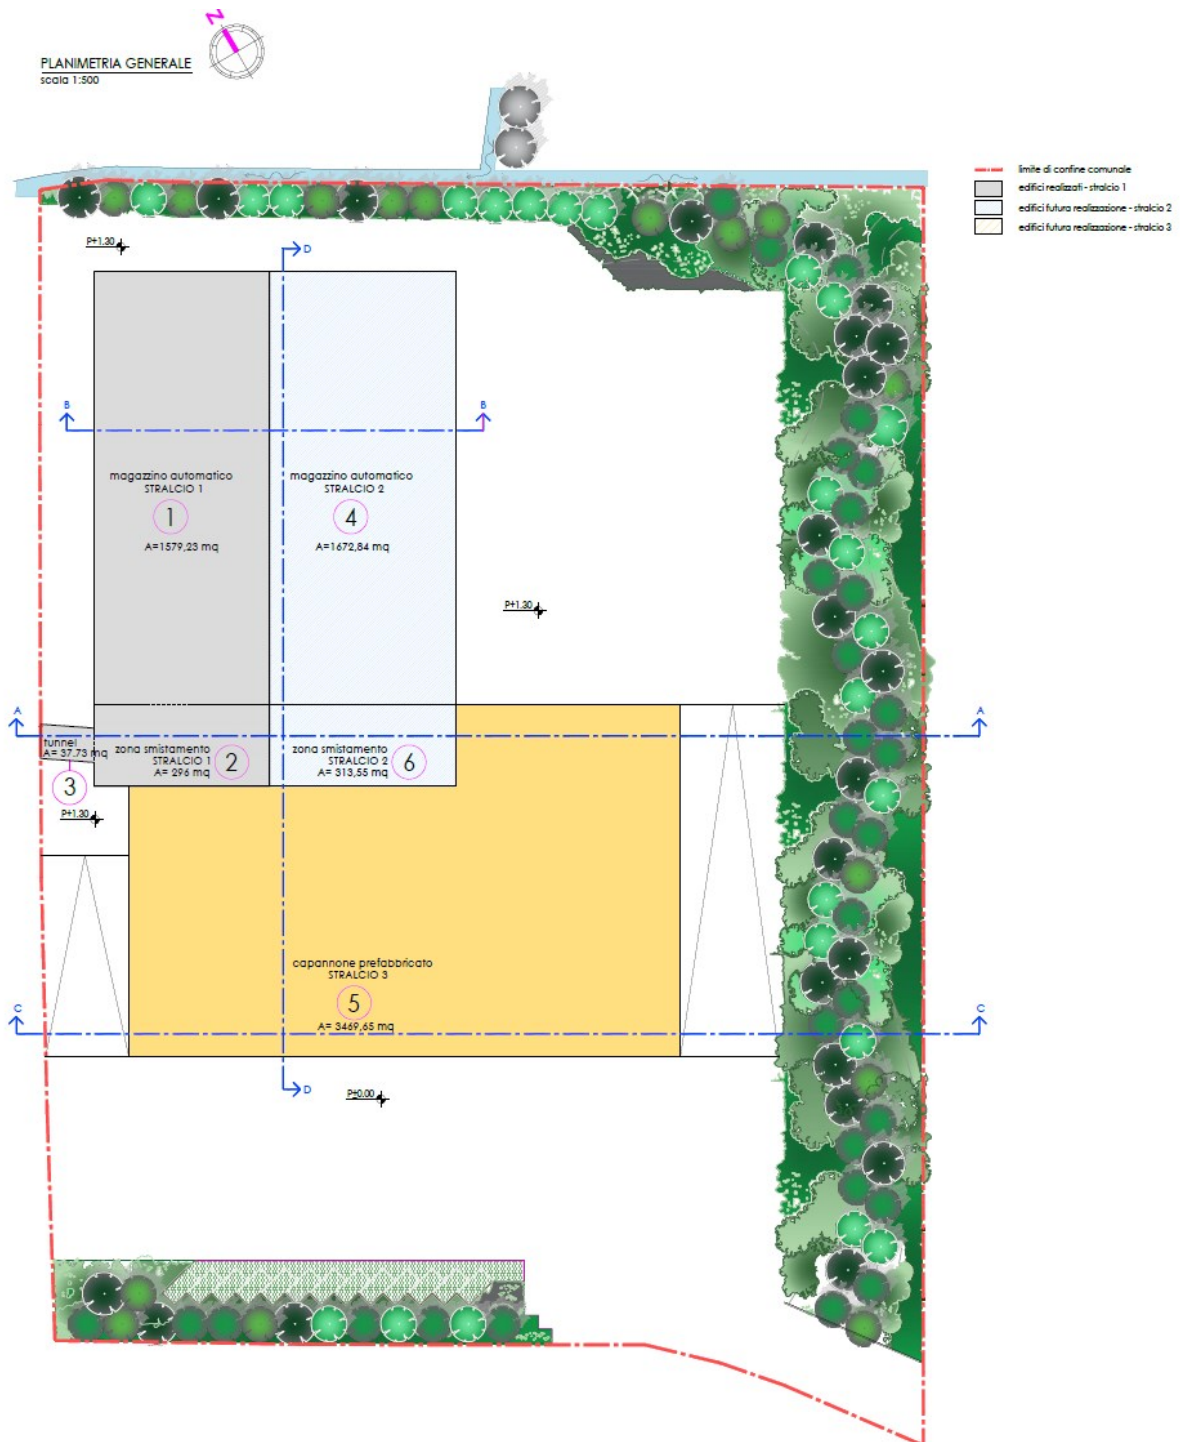 N
PLANIMETRIA GENERALE
scala 1:500
limite di confine comunale
edifici realizzati - stralcio 1
edifici futura realizzazione - stralcio 2
edifici futura realizzazione - stralcio 3
P+1.30
D
B
B
magazzino automatico
STRALCIO 1
1
A=1579,23 mq
magazzino automatico
STRALCIO 2
4
A=1672,84 mq
P+1.30
A
A
tunnel
A= 37.73 mq
3
zona smistamento
STRALCIO 1
A= 296 mq
2
zona smistamento
STRALCIO 2
A= 313,55 mq
6
P+1.30
capannone prefabbricato
STRALCIO 3
5
A= 3469,65 mq
C
C
D
P±0.00